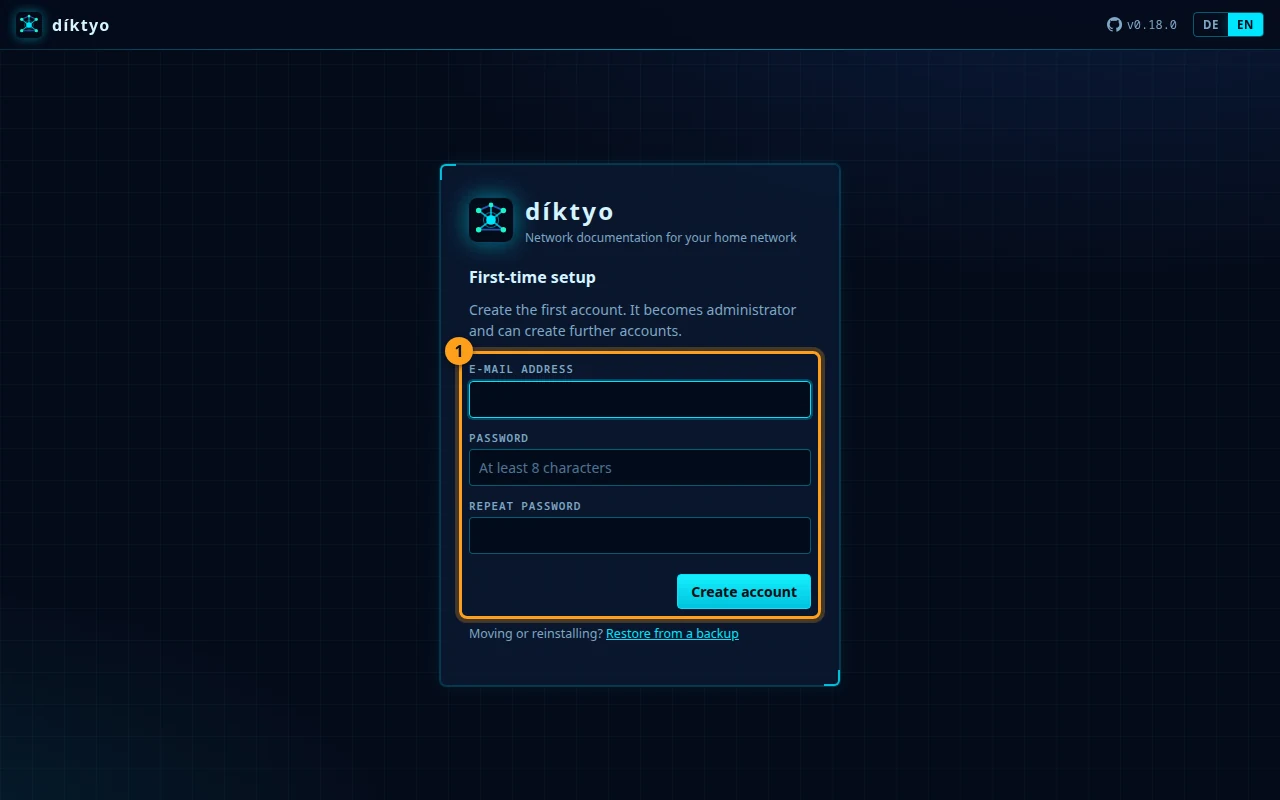 díktyo
v0.18.0
DE
EN
díktyo
Network documentation for your home network
First-time setup
Create the first account. It becomes administrator
and can create further accounts.
1
E-MAIL ADDRESS
PASSWORD
At least 8 characters
REPEAT PASSWORD
Create account
Moving or reinstalling? Restore from a backup